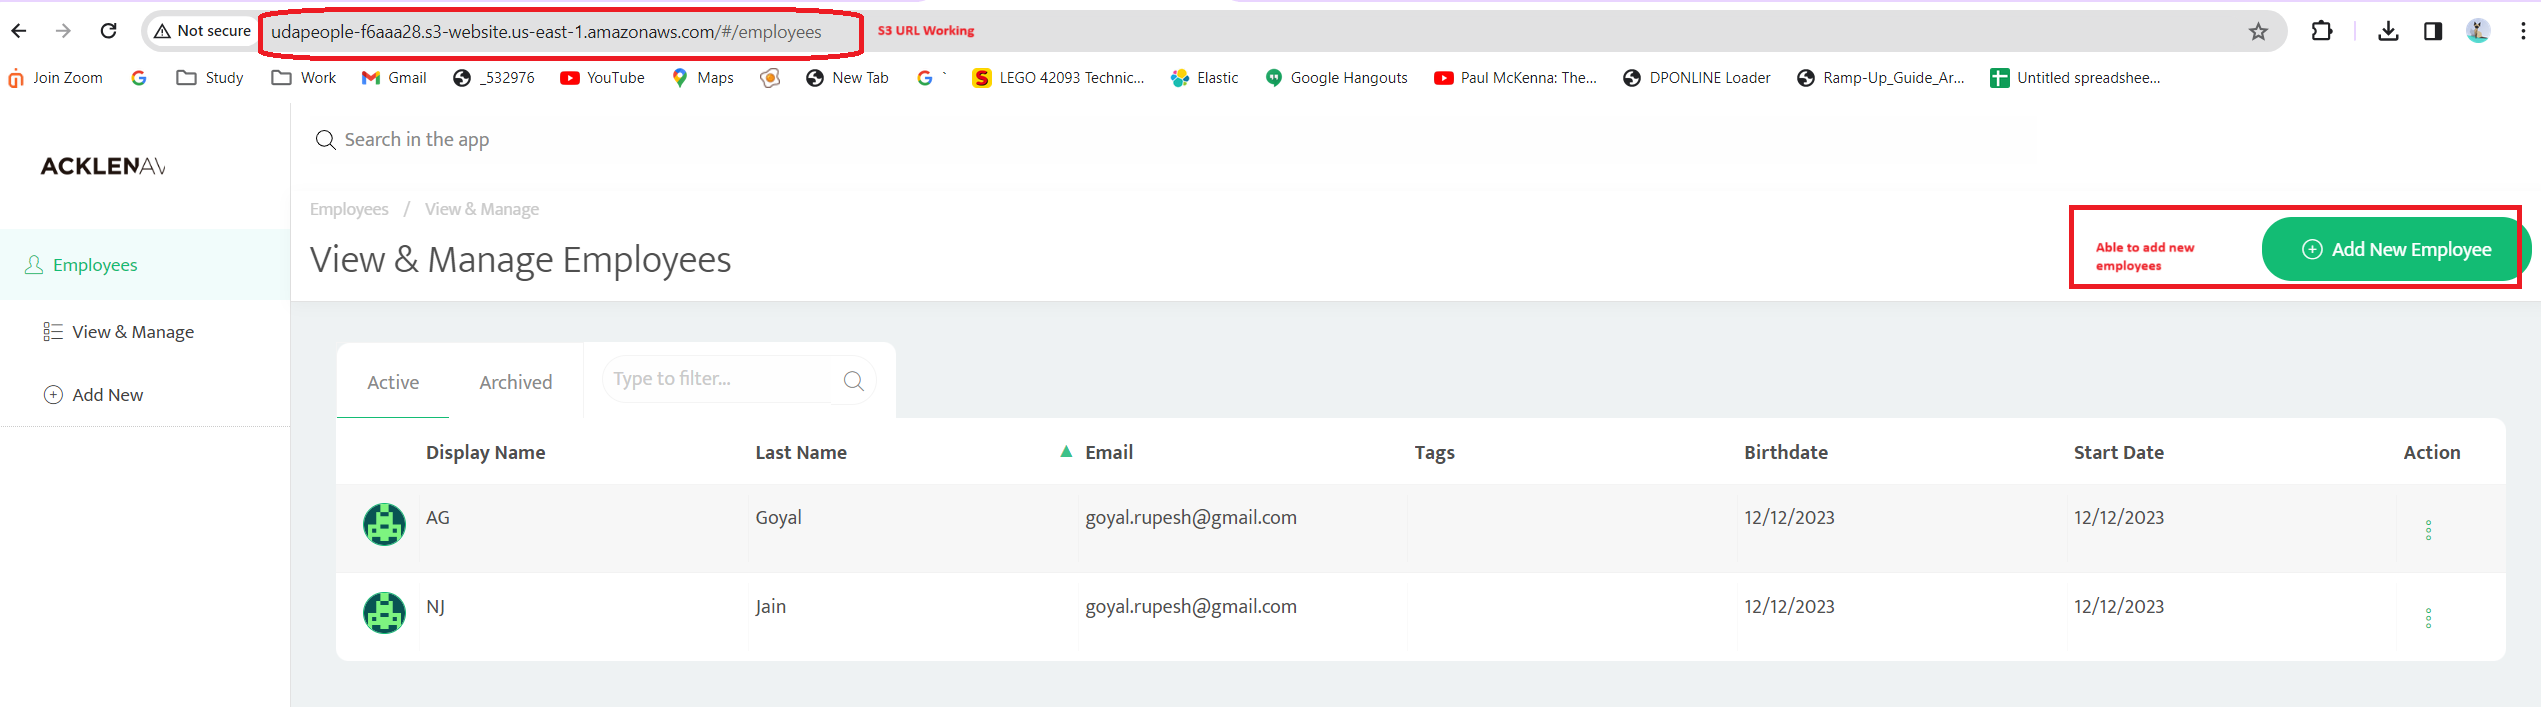 Not secure udapeople-f6aaa28.s3-website.us-east-1.amazonaws.com/#/employees S3 URL Working
Join Zoom Study Work Gmail _532976 YouTube Maps New Tab ` LEGO 42093 Technic... Elastic Google Hangouts Paul McKenna: The... DPONLINE Loader Ramp-Up_Guide_Ar... Untitled spreadshee...
Search in the app
ACKLENAV
Employees / View & Manage
View & Manage Employees
Able to add new
employees
Add New Employee
Employees
View & Manage
Add New
Active Archived Type to filter...
Display Name Last Name Email Tags Birthdate Start Date Action
AG Goyal goyal.rupesh@gmail.com 12/12/2023 12/12/2023
NJ Jain goyal.rupesh@gmail.com 12/12/2023 12/12/2023